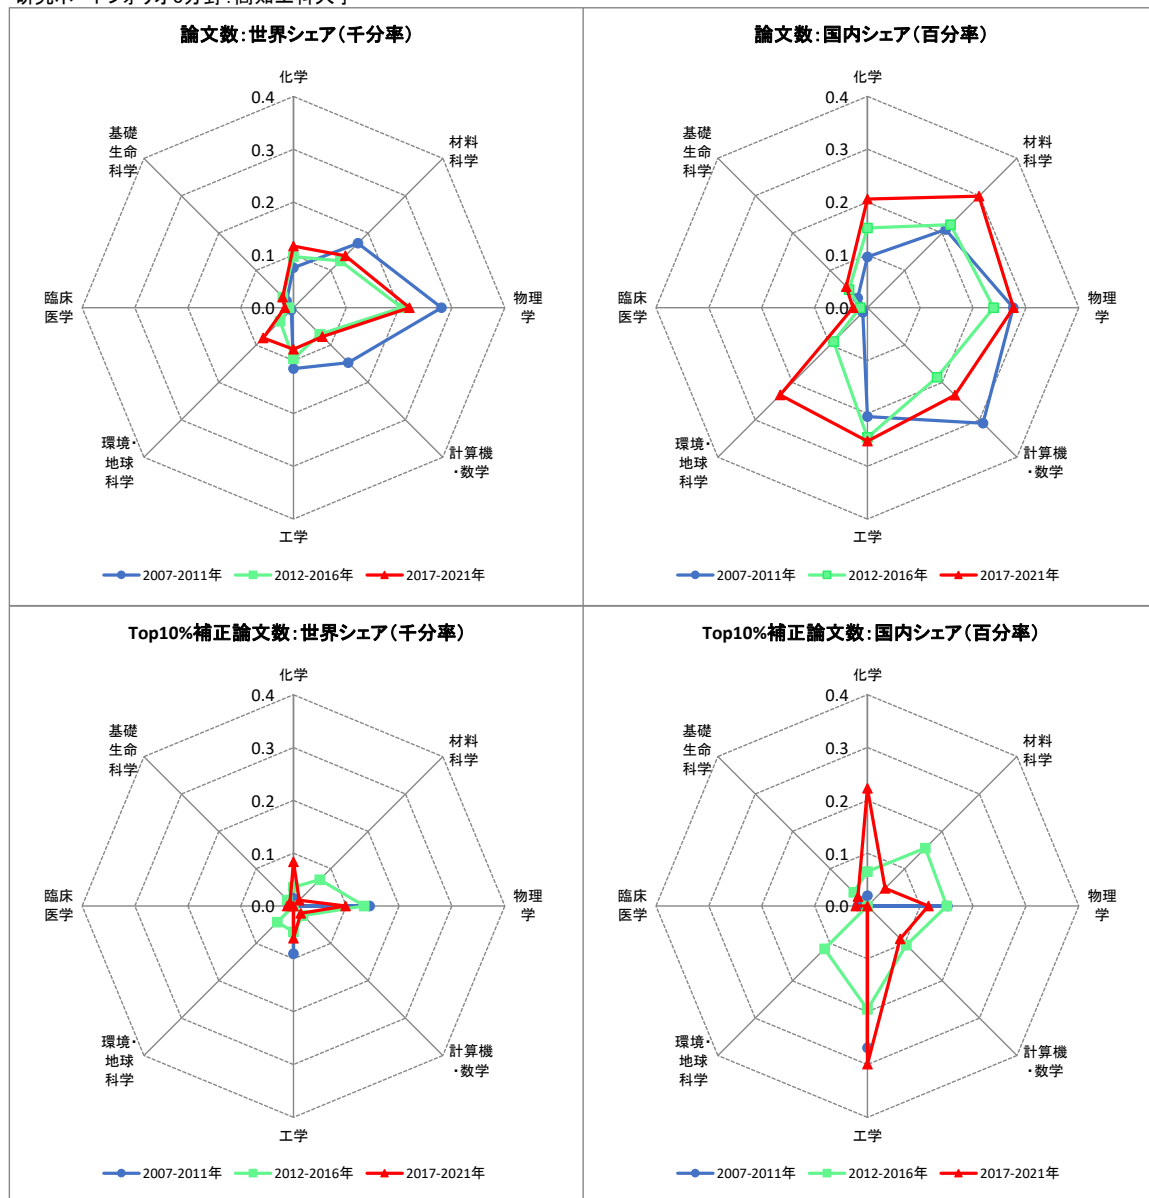 論文数:世界シェア(千分率)
化学
0.4
0.3
0.2
0.1
0.0
材料
科学
物理
学
計算機
・数学
工学
環境・
地球
科学
臨床
医学
基礎
生命
科学
2007-2011年
2012-2016年
2017-2021年
論文数:国内シェア(百分率)
化学
0.4
0.3
0.2
0.1
0.0
材料
科学
物理
学
計算機
・数学
工学
環境・
地球
科学
臨床
医学
基礎
生命
科学
2007-2011年
2012-2016年
2017-2021年
Top10%補正論文数:世界シェア(千分率)
化学
0.4
0.3
0.2
0.1
0.0
材料
科学
物理
学
計算機
・数学
工学
環境・
地球
科学
臨床
医学
基礎
生命
科学
2007-2011年
2012-2016年
2017-2021年
Top10%補正論文数:国内シェア(百分率)
化学
0.4
0.3
0.2
0.1
0.0
材料
科学
物理
学
計算機
・数学
工学
環境・
地球
科学
臨床
医学
基礎
生命
科学
2007-2011年
2012-2016年
2017-2021年